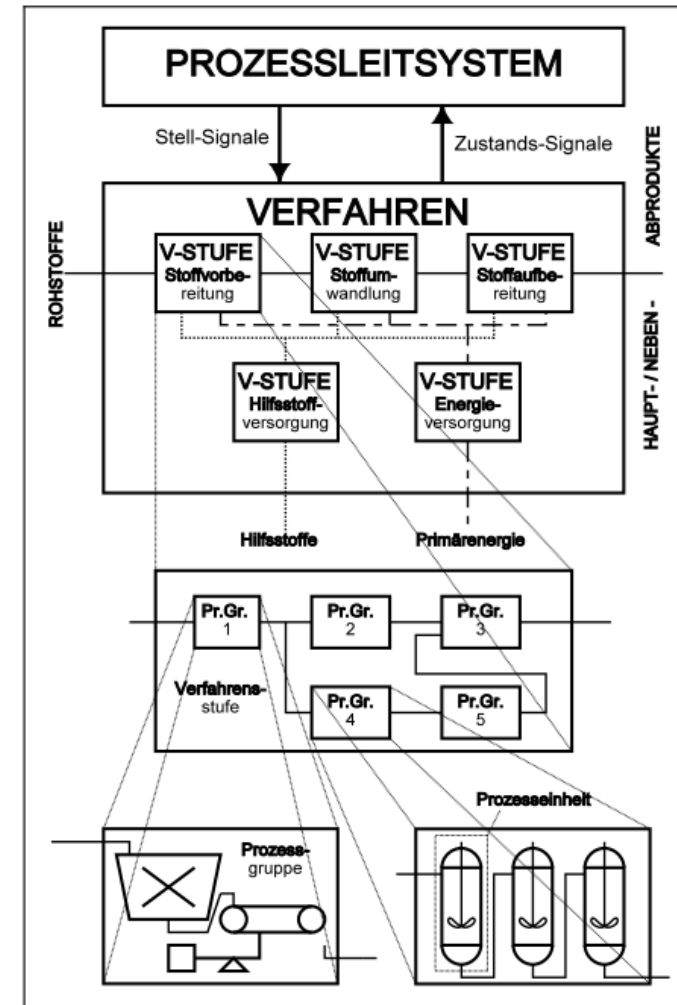 PROZESSLEITSYSTEM
Stell-Signale
Zustands-Signale
ROHSTOFFE
HAUPT- / NEBEN - ABPRODUKTE
VERFAHREN
V-STUFE
Stoffvorbe-
reitung
V-STUFE
Stoffum-
wandlung
V-STUFE
Stoffaufbe-
reitung
V-STUFE
Hilfsstoff-
versorgung
V-STUFE
Energie-
versorgung
Hilfsstoffe
Primärenergie
Pr.Gr.
1
Pr.Gr.
2
Pr.Gr.
3
Verfahrens-
stufe
Pr.Gr.
4
Pr.Gr.
5
Prozesseinheit
Prozess-
gruppe